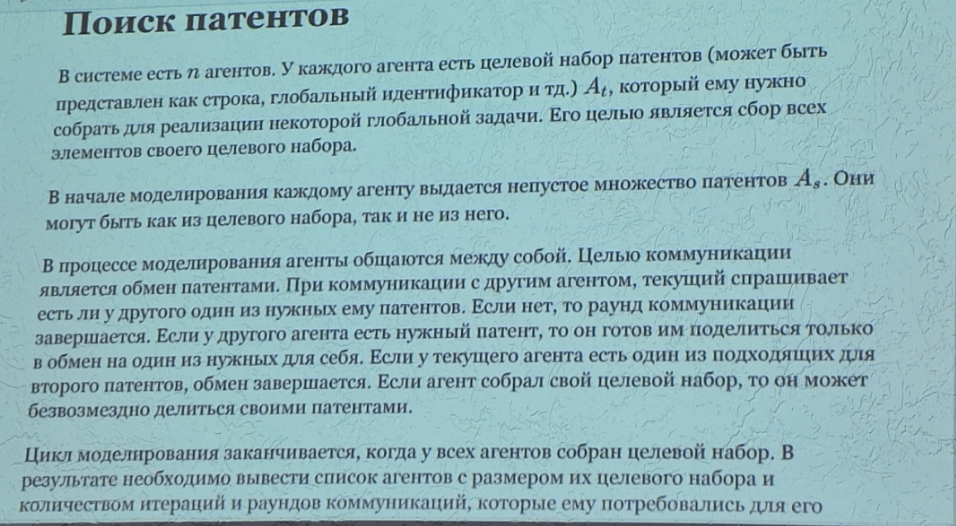 Поиск патентов
В системе есть n агентов. У каждого агента есть целевой набор патентов (может быть
представлен как строка, глобальный идентификатор и тд.) Aₜ, который ему нужно
собрать для реализации некоторой глобальной задачи. Его целью является сбор всех
элементов своего целевого набора.
В начале моделирования каждому агенту выдается непустое множество патентов Aₛ. Они
могут быть как из целевого набора, так и не из него.
В процессе моделирования агенты общаются между собой. Целью коммуникации
является обмен патентами. При коммуникации с другим агентом, текущий спрашивает
есть ли у другого один из нужных ему патентов. Если нет, то раунд коммуникации
завершается. Если у другого агента есть нужный патент, то он готов им поделиться только
в обмен на один из нужных для себя. Если у текущего агента есть один из подходящих для
второго патентов, обмен завершается. Если агент собрал свой целевой набор, то он может
безвозмездно делиться своими патентами.
Цикл моделирования заканчивается, когда у всех агентов собран целевой набор. В
результате необходимо вывести список агентов с размером их целевого набора и
количеством итераций и раундов коммуникаций, которые ему потребовались для его